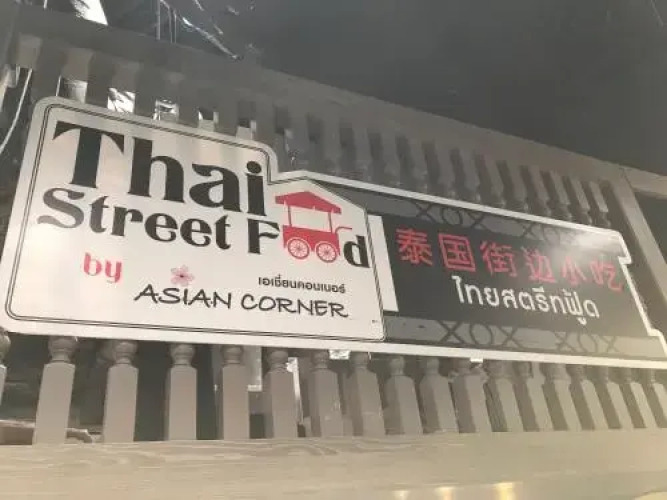 Thai
Street Food
by
เอเชี่ยนคอนเนอร์
ASIAN CORNER
泰国街边小吃
ไทยสตรีทฟู้ด